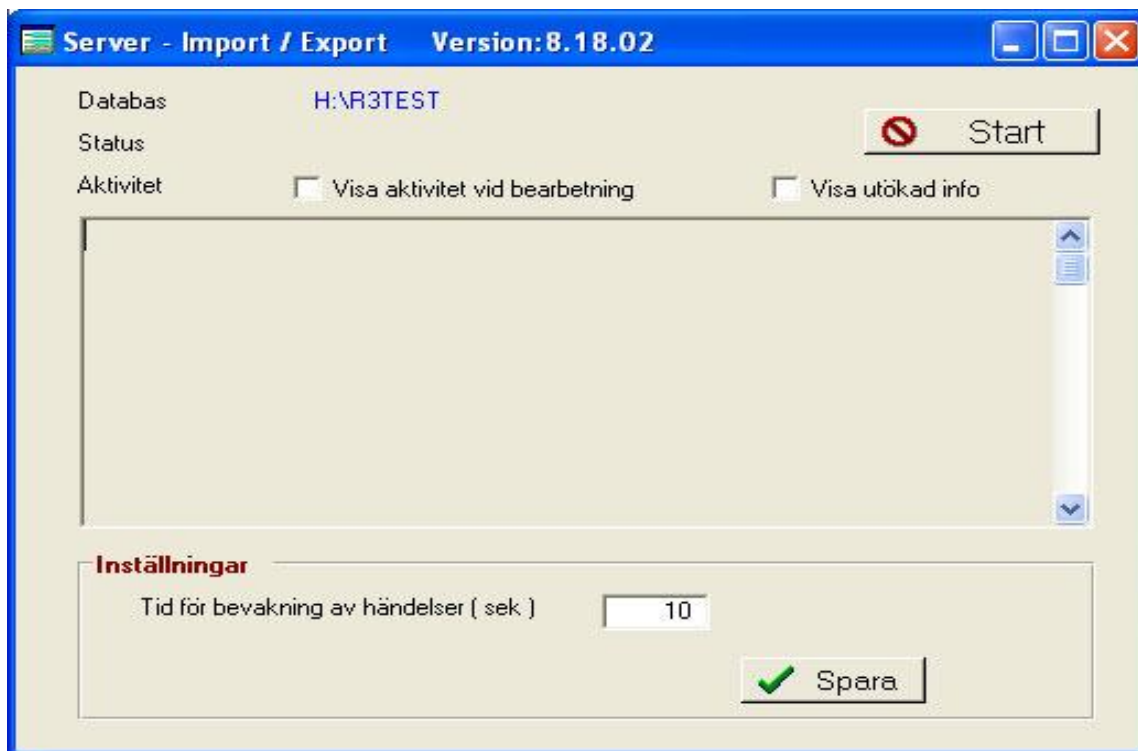 Server - Import / Export Version:8.18.02
Databas H:\R3TEST
Start
Status
Aktivitet Visa aktivitet vid bearbetning Visa utökad info
Inställningar
Tid för bevakning av händelser ( sek ) 10
Spara